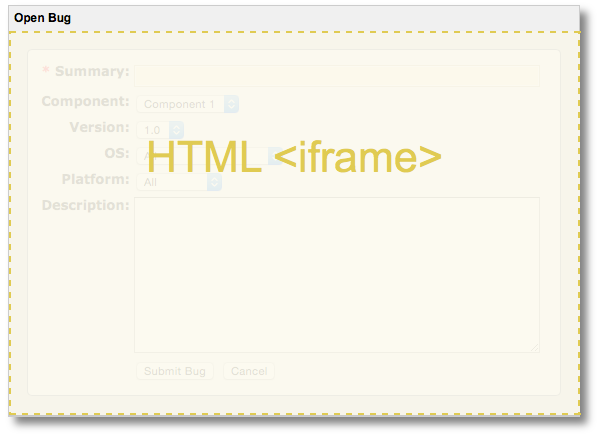 Open Bug
* Summary:
Component: Component 1
Version: 1.0
OS:
HTML <iframe>
Platform: All
Description:
Submit Bug Cancel